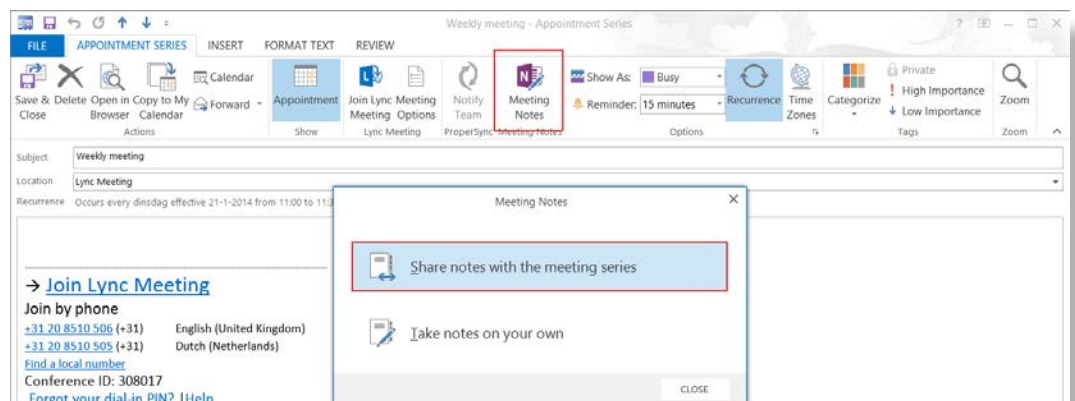 Weekly meeting - Appointment Series
FILE APPOINTMENT SERIES INSERT FORMAT TEXT REVIEW
Save & Close
Delete
Open in Browser
Copy to My Calendar
Calendar
Forward
Actions
Appointment
Show
Join Lync Meeting
Meeting Options
Lync Meeting
Notify Team
ProperSync
Meeting Notes
Meeting Notes
Show As: Busy
Reminder: 15 minutes
Recurrence
Time Zones
Options
Categorize
Private
High Importance
Low Importance
Tags
Zoom
Zoom
Subject Weekly meeting
Location Lync Meeting
Recurrence Occurs every dinsdag effective 21-1-2014 from 11:00 to 11:3
Meeting Notes
Share notes with the meeting series
Take notes on your own
CLOSE
→ Join Lync Meeting
Join by phone
+31 20 8510 506 (+31) English (United Kingdom)
+31 20 8510 505 (+31) Dutch (Netherlands)
Find a local number
Conference ID: 308017
Forgot your dial-in PIN? |Help